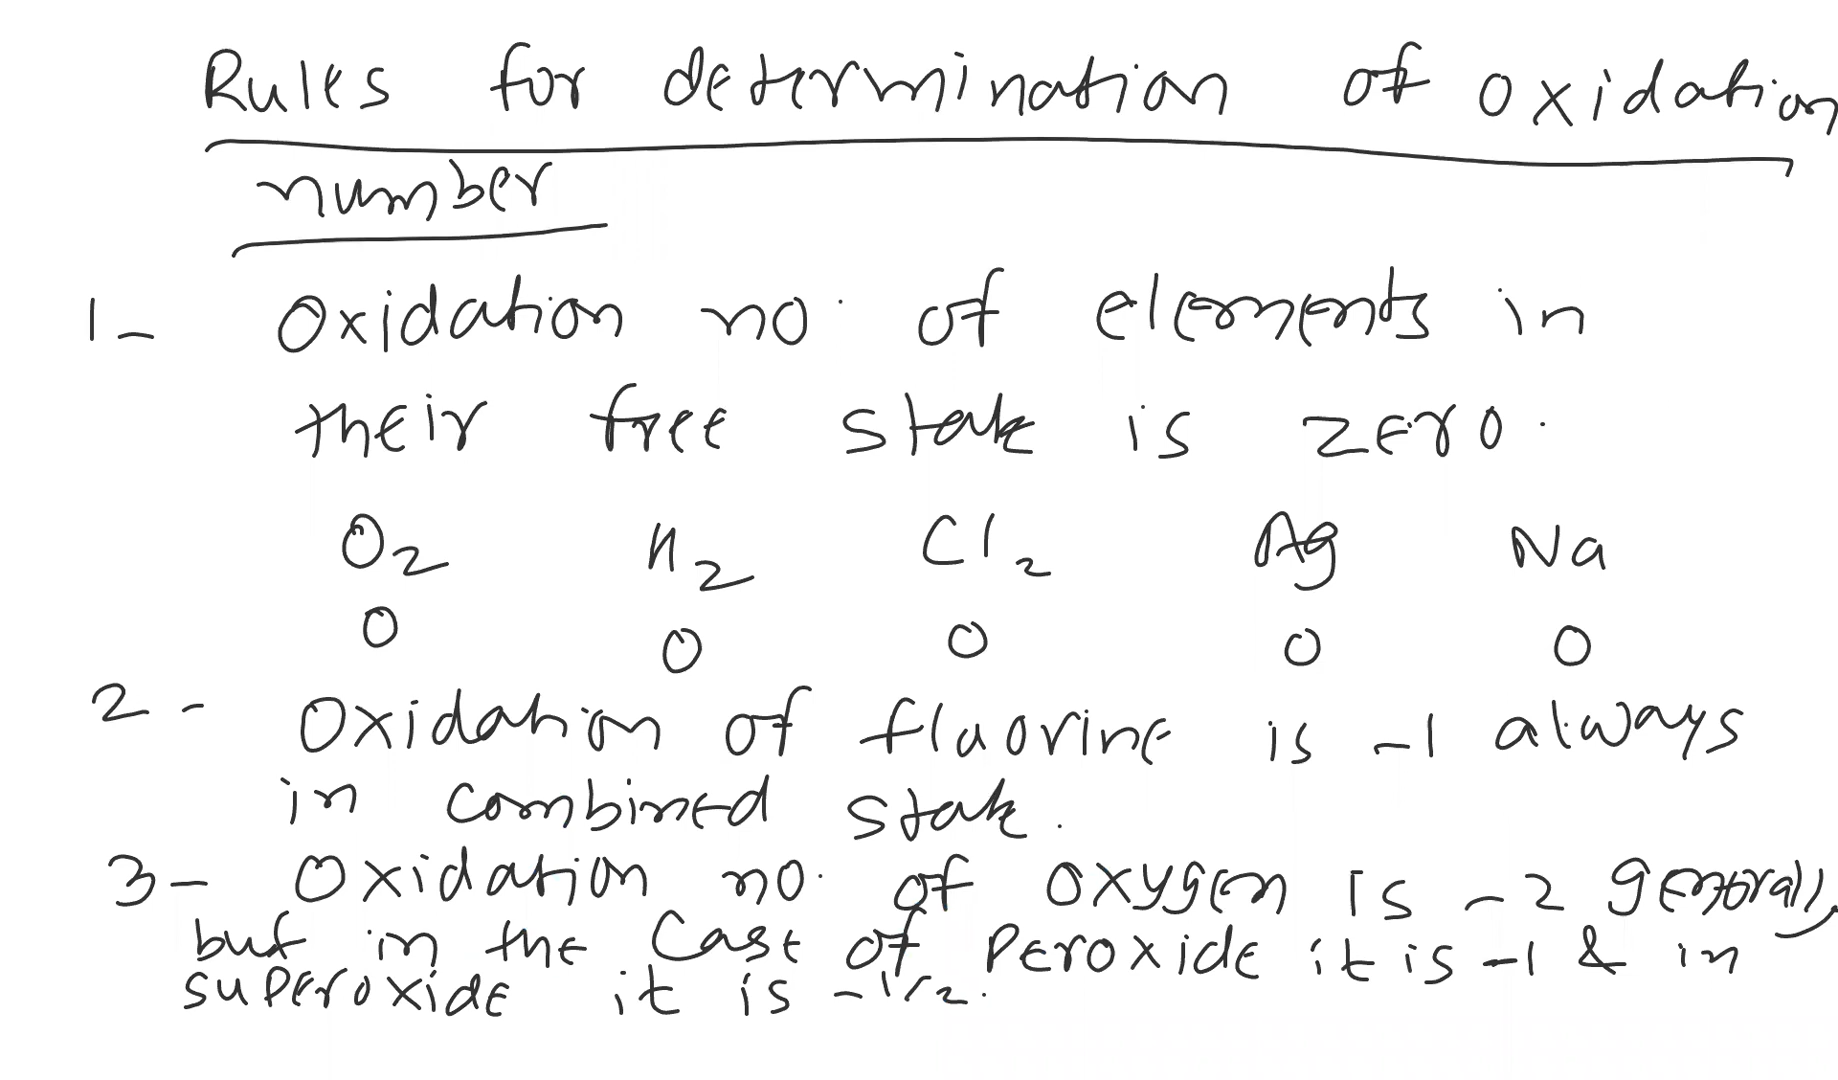 Rules for determination of oxidation
number
1- Oxidation no. of elements in
their free state is zero.
O2 H2 Cl2 Ag Na
0 0 0 0 0
2- Oxidation of fluorine is -1 always
in combined state.
3- Oxidation no. of oxygen is -2 generally
but in the case of Peroxide it is -1 & in
superoxide it is -1/2.